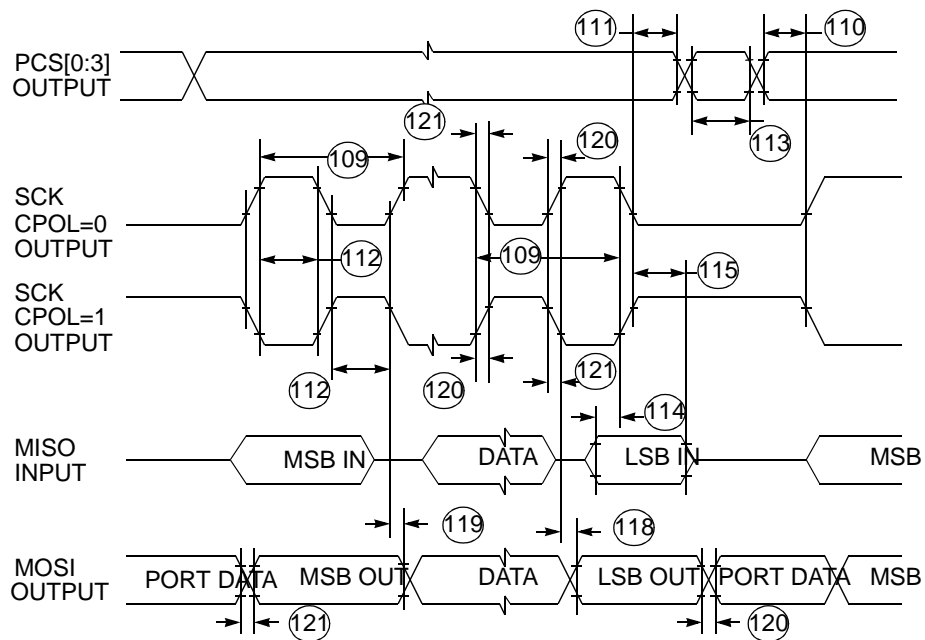 111
110
PCS[0:3]
OUTPUT
121
120
113
109
SCK
CPOL=0
OUTPUT
112
109
115
SCK
CPOL=1
OUTPUT
112
120
121
114
MISO
INPUT
MSB IN
DATA
LSB IN
MSB
119
118
MOSI
OUTPUT
PORT DATA
MSB OUT
DATA
LSB OUT
PORT DATA
MSB
121
120